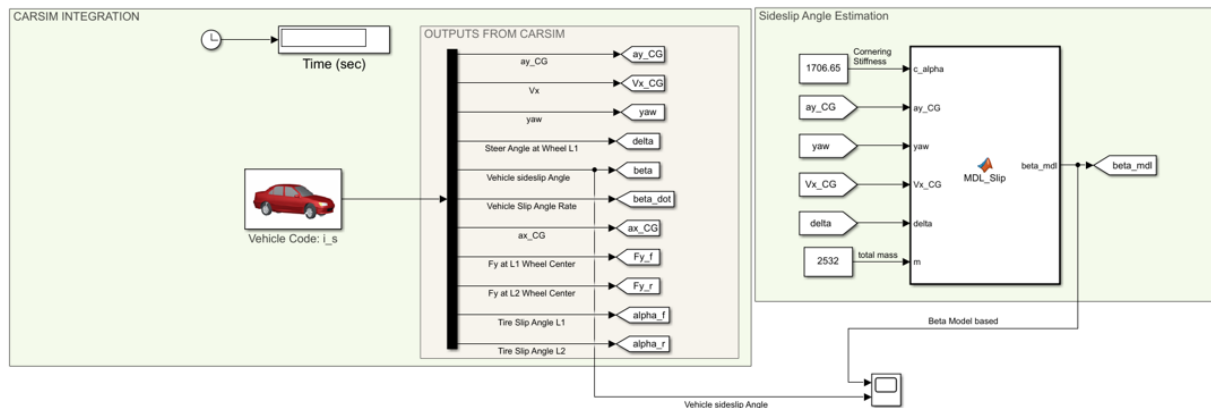 CARSIM INTEGRATION
Time (sec)
Vehicle Code: i_s
OUTPUTS FROM CARSIM
ay_CG
ay_CG
Vx
Vx_CG
yaw
yaw
Steer Angle at Wheel L1
delta
Vehicle sideslip Angle
beta
Vehicle Slip Angle Rate
beta_dot
ax_CG
ax_CG
Fy at L1 Wheel Center
Fy_f
Fy at L2 Wheel Center
Fy_r
Tire Slip Angle L1
alpha_f
Tire Slip Angle L2
alpha_r
Sideslip Angle Estimation
1706.65
Cornering
Stiffness
c_alpha
ay_CG
ay_CG
yaw
yaw
Vx_CG
Vx_CG
delta
delta
2532
total mass
m
MDL_Slip
beta_mdl
beta_mdl
Beta Model based
Vehicle sideslip Angle